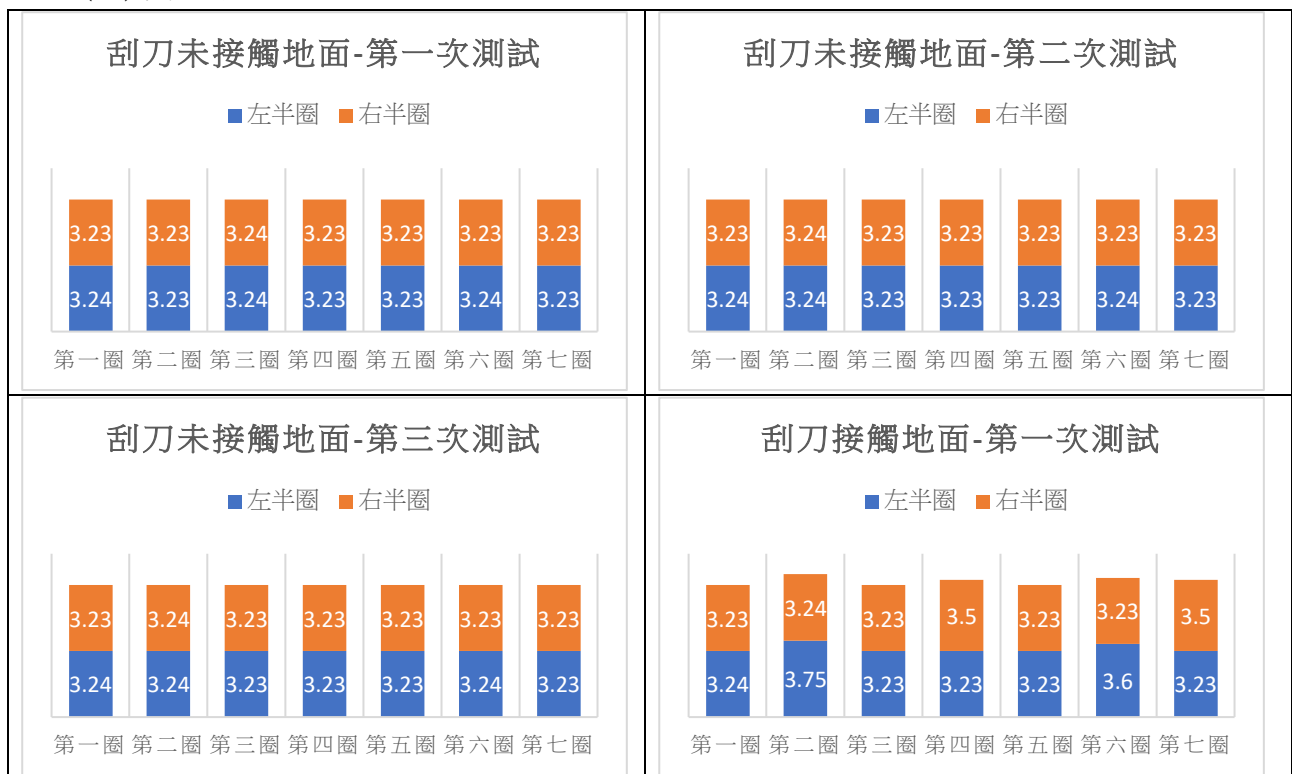 刮刀未接觸地面-第一次測試
左半圈 右半圈
3.23 3.23 3.24 3.23 3.23 3.23 3.23
3.24 3.23 3.24 3.23 3.23 3.24 3.23
第一圈 第二圈 第三圈 第四圈 第五圈 第六圈 第七圈
刮刀未接觸地面-第二次測試
左半圈 右半圈
3.23 3.24 3.23 3.23 3.23 3.23 3.23
3.24 3.24 3.23 3.23 3.23 3.24 3.23
第一圈 第二圈 第三圈 第四圈 第五圈 第六圈 第七圈
刮刀未接觸地面-第三次測試
左半圈 右半圈
3.23 3.24 3.23 3.23 3.23 3.23 3.23
3.24 3.24 3.23 3.23 3.23 3.24 3.23
第一圈 第二圈 第三圈 第四圈 第五圈 第六圈 第七圈
刮刀接觸地面-第一次測試
左半圈 右半圈
3.23 3.24 3.23 3.5 3.23 3.23 3.5
3.24 3.75 3.23 3.23 3.23 3.6 3.23
第一圈 第二圈 第三圈 第四圈 第五圈 第六圈 第七圈